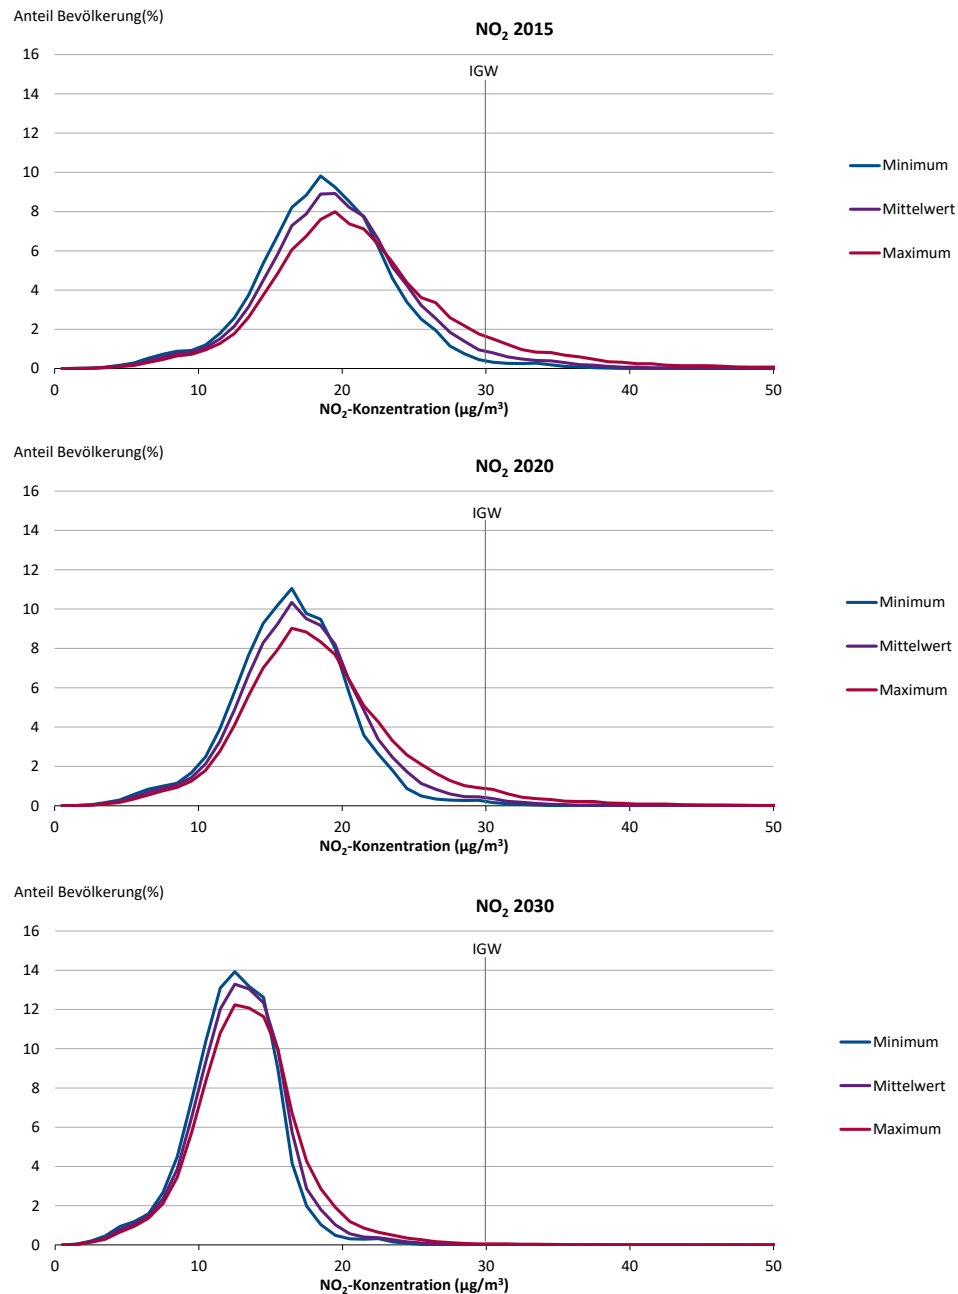 Anteil Bevölkerung(%)
NO₂ 2015
16
14
12
10
8
6
4
2
0
IGW
0 10 20 30 40 50
NO₂-Konzentration (µg/m³)
Minimum
Mittelwert
Maximum
Anteil Bevölkerung(%)
NO₂ 2020
16
14
12
10
8
6
4
2
0
IGW
0 10 20 30 40 50
NO₂-Konzentration (µg/m³)
Minimum
Mittelwert
Maximum
Anteil Bevölkerung(%)
NO₂ 2030
16
14
12
10
8
6
4
2
0
IGW
0 10 20 30 40 50
NO₂-Konzentration (µg/m³)
Minimum
Mittelwert
Maximum